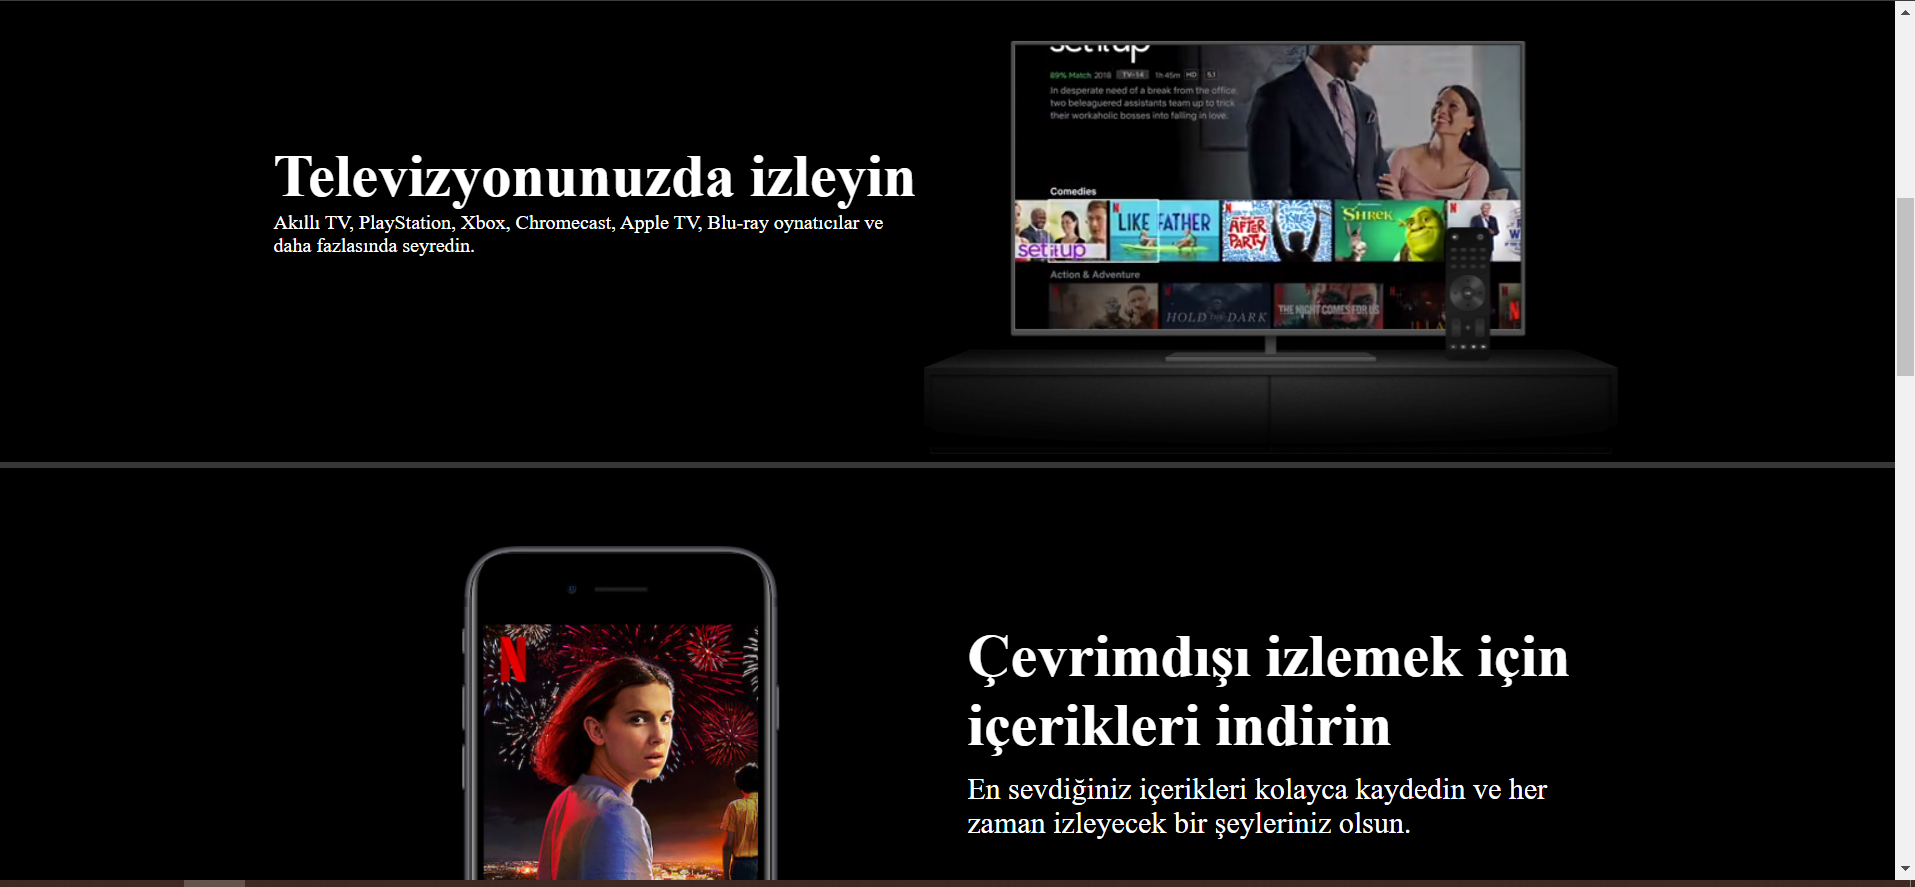 Televizyonunuzda izleyin
Akıllı TV, PlayStation, Xbox, Chromecast, Apple TV, Blu-ray oynatıcılar ve
daha fazlasında seyredin.
set it up
89% Match 2018 TV-14 1h 45m HD 5.1
In desperate need of a break from the office,
two beleaguered assistants team up to trick
their workaholic bosses into falling in love.
Comedies
set it up
LIKE FATHER
THE AFTER PARTY
SHREK
Action & Adventure
HOLD THE DARK
THE NIGHT COMES FOR US
N
Çevrimdışı izlemek için
içerikleri indirin
En sevdiğiniz içerikleri kolayca kaydedin ve her
zaman izleyecek bir şeyleriniz olsun.